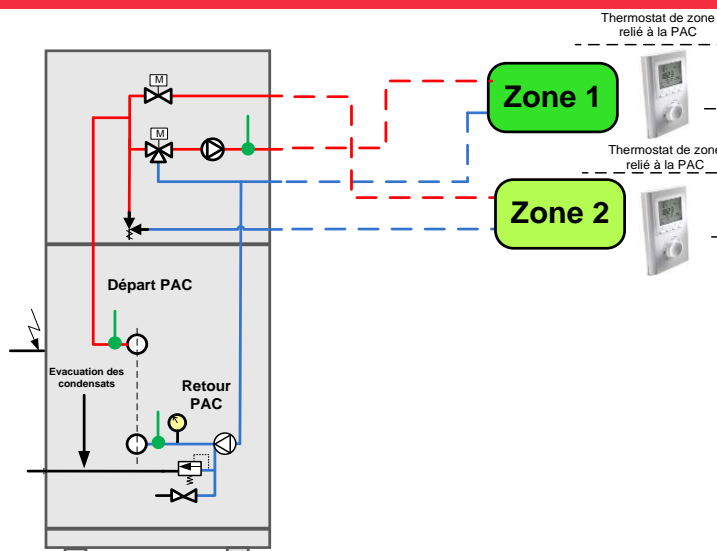 Thermostat de zone
relié à la PAC
M
Zone 1
M
Thermostat de zone
relié à la PAC
Zone 2
Départ PAC
Evacuation des
condensats
Retour
PAC